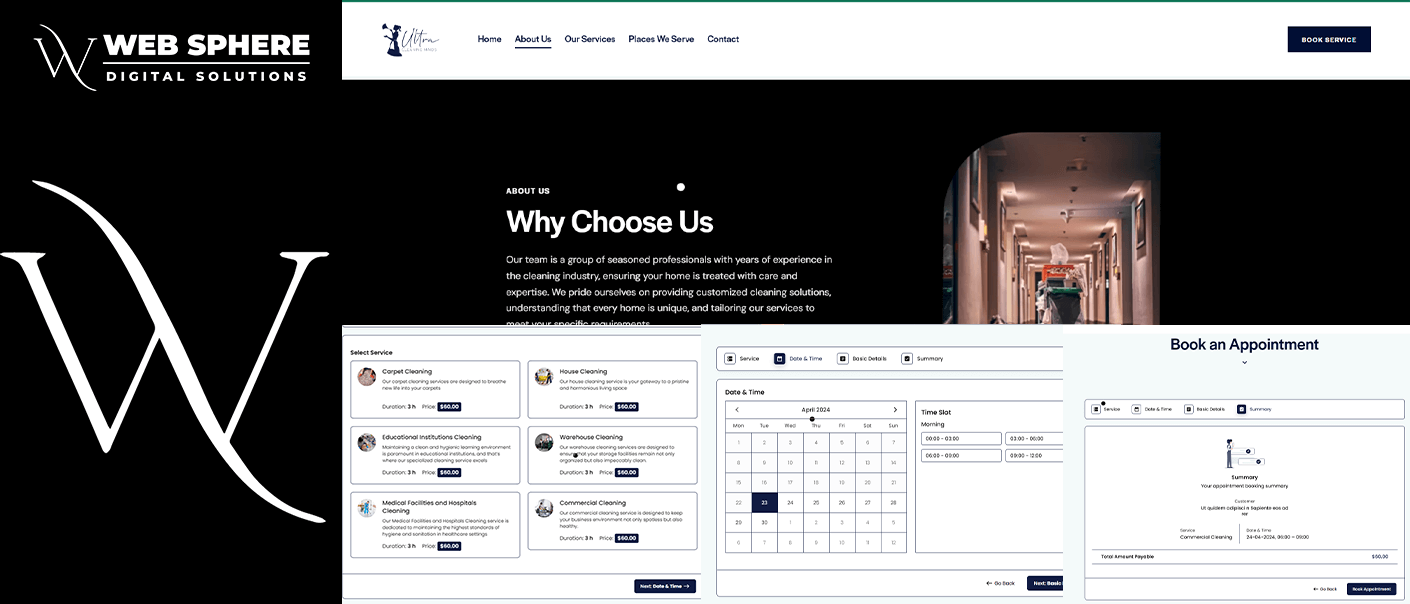 WEB SPHERE
DIGITAL SOLUTIONS
Ultra
Home About Us Our Services Places We Serve Contact
BOOK SERVICE
ABOUT US
Why Choose Us
Our team is a group of seasoned professionals with years of experience in
the cleaning industry, ensuring your home is treated with care and
expertise. We pride ourselves on providing customized cleaning solutions,
understanding that every home is unique, and tailoring our services to
meet your specific requirements.
Select Service
Carpet Cleaning
Our carpet cleaning services are designed to breathe
new life into your carpets
Duration: 3 h Price: $60.00
House Cleaning
Our house cleaning service is your gateway to a pristine
and harmonious living space
Duration: 3 h Price: $60.00
Educational Institutions Cleaning
Maintaining a clean and hygienic learning environment
is paramount in educational institutions, and that's
where our specialized cleaning service excels
Duration: 3 h Price: $60.00
Warehouse Cleaning
Our warehouse cleaning services are designed to
ensure that your storage facilities remain not only
organized but also impeccably clean.
Duration: 3 h Price: $60.00
Medical Facilities and Hospitals
Cleaning
Our Medical Facilities and Hospitals Cleaning service is
dedicated to maintaining the highest standards of
hygiene and sanitation in healthcare settings
Duration: 3 h Price: $60.00
Commercial Cleaning
Our commercial cleaning service is designed to keep
your business environment not only spotless but also
healthy.
Duration: 3 h Price: $60.00
Next: Date & Time →
Service Date & Time Basic Details Summary
Date & Time
April 2024
Mon Tue Wed Thu Fri Sat Sun
1 2 3 4 5 6 7
8 9 10 11 12 13 14
15 16 17 18 19 20 21
22 23 24 25 26 27 28
29 30 1 2 3 4 5
6 7 8 9 10 11 12
Time Slot
Morning
00:00 - 03:00 03:00 - 06:00
06:00 - 09:00 09:00 - 12:00
← Go Back Next: Basic
Book an Appointment
Service Date & Time Basic Details Summary
Summary
Your appointment booking summary
Customer
Ut quidem adipisci n Sapiente eos ad
Service
Commercial Cleaning
Date & Time
24-04-2024, 06:00 - 09:00
Total Amount Payable $60.00
← Go Back Book Appointment